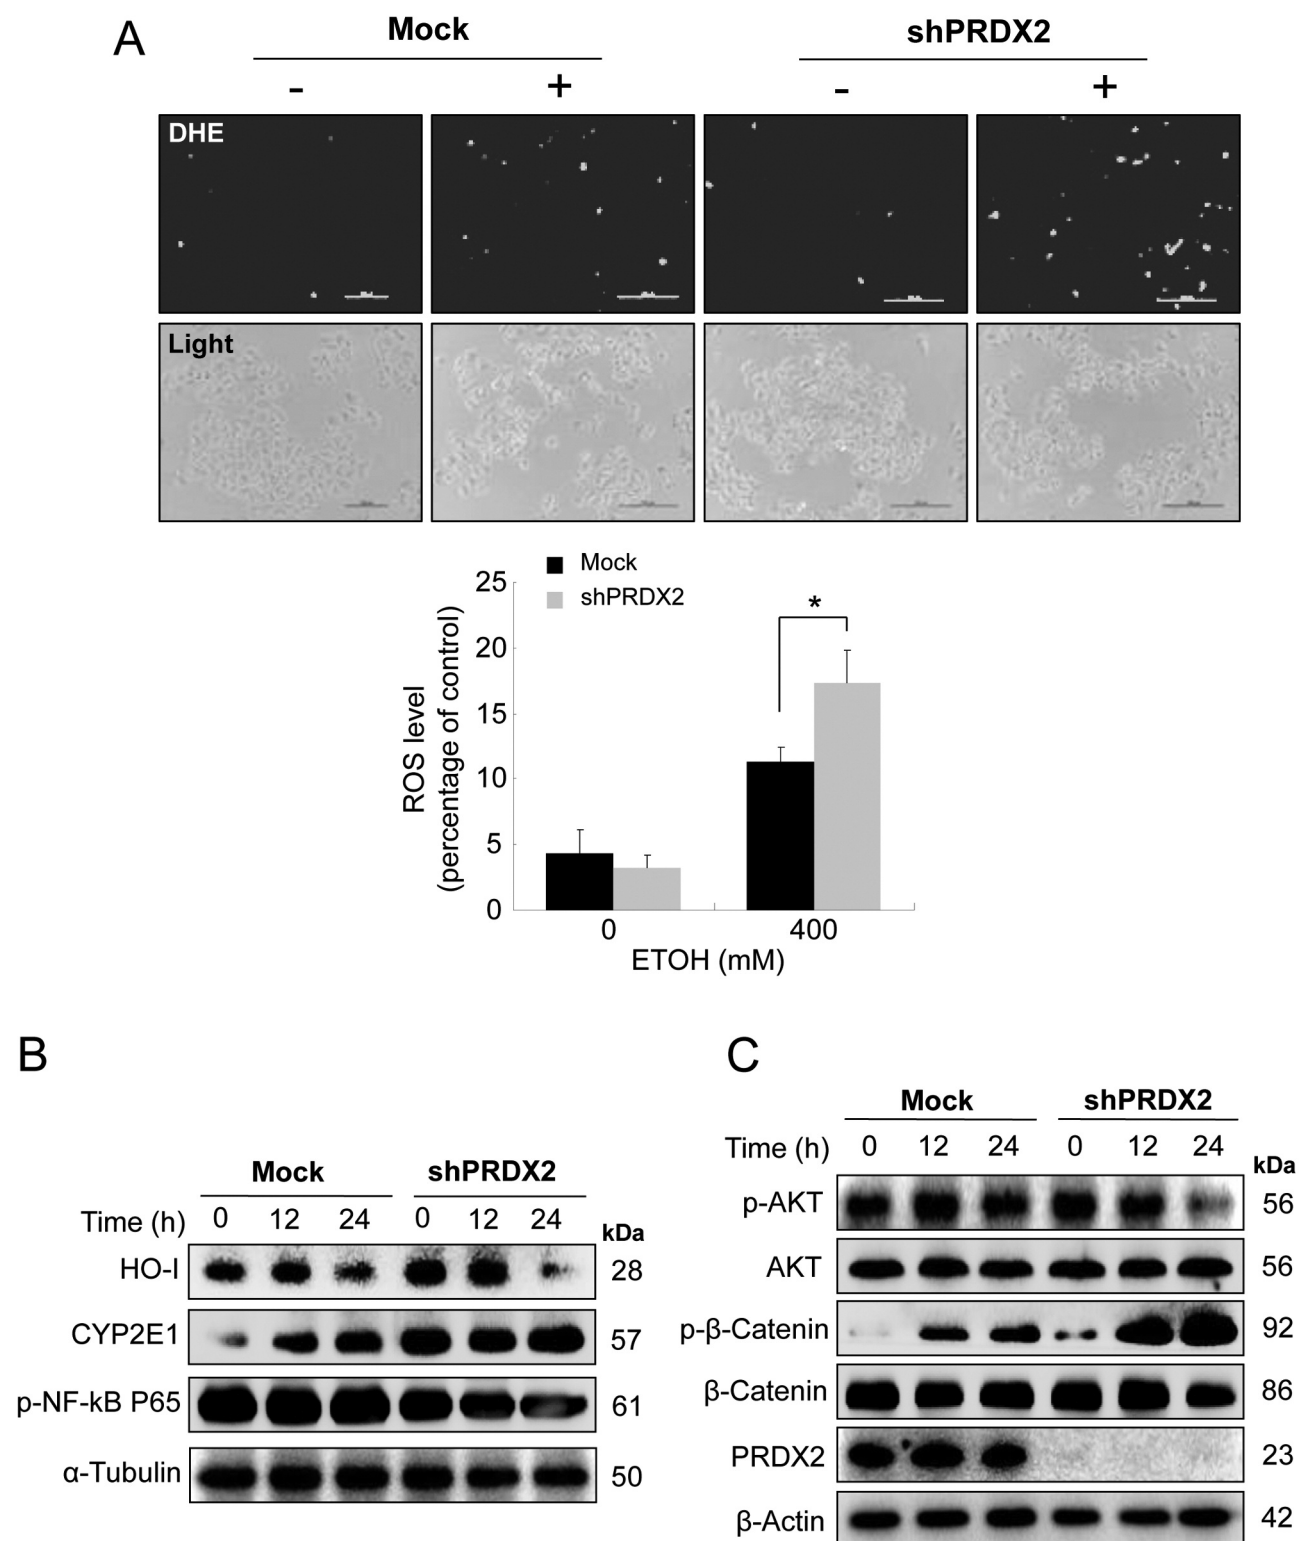 A
Mock
shPRDX2
- + - +
DHE
Light
Mock
shPRDX2
25
20
15
10
5
0
ROS level
(percentage of control)
*
0 400
ETOH (mM)
B
Mock shPRDX2
Time (h) 0 12 24 0 12 24 kDa
HO-I 28
CYP2E1 57
p-NF-kB P65 61
α-Tubulin 50
C
Mock shPRDX2
Time (h) 0 12 24 0 12 24 kDa
p-AKT 56
AKT 56
p-β-Catenin 92
β-Catenin 86
PRDX2 23
β-Actin 42